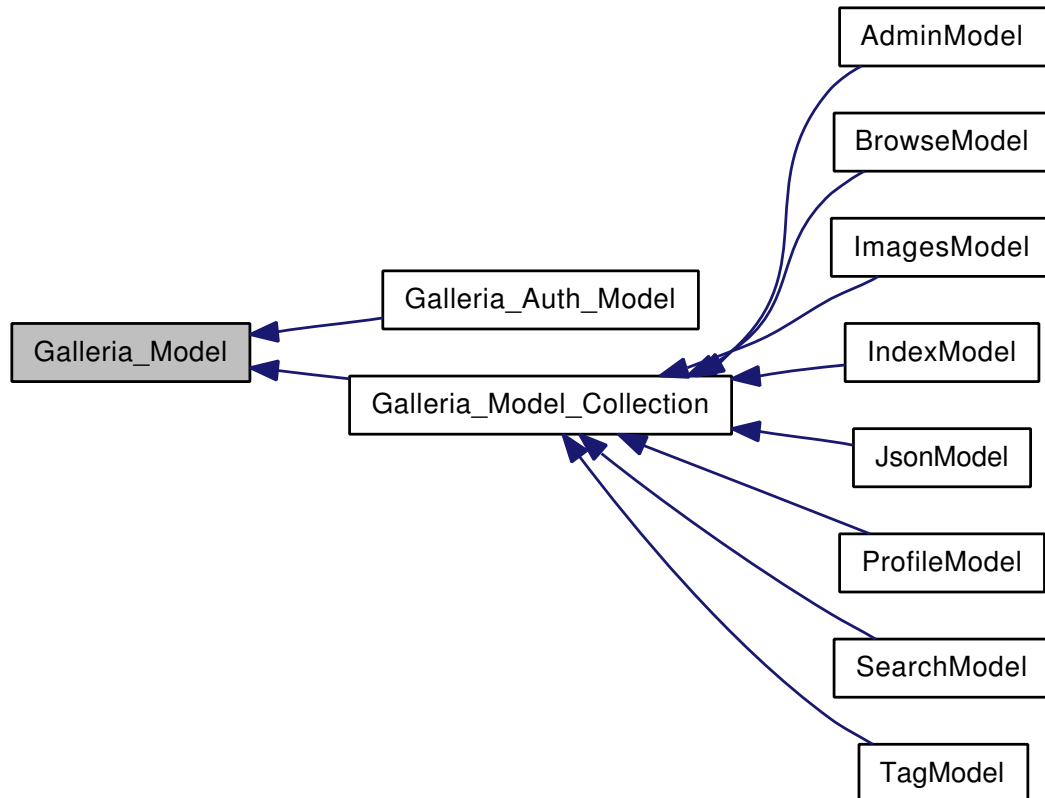 AdminModel
BrowseModel
ImagesModel
Galleria_Auth_Model
Galleria_Model
IndexModel
Galleria_Model_Collection
JsonModel
ProfileModel
SearchModel
TagModel